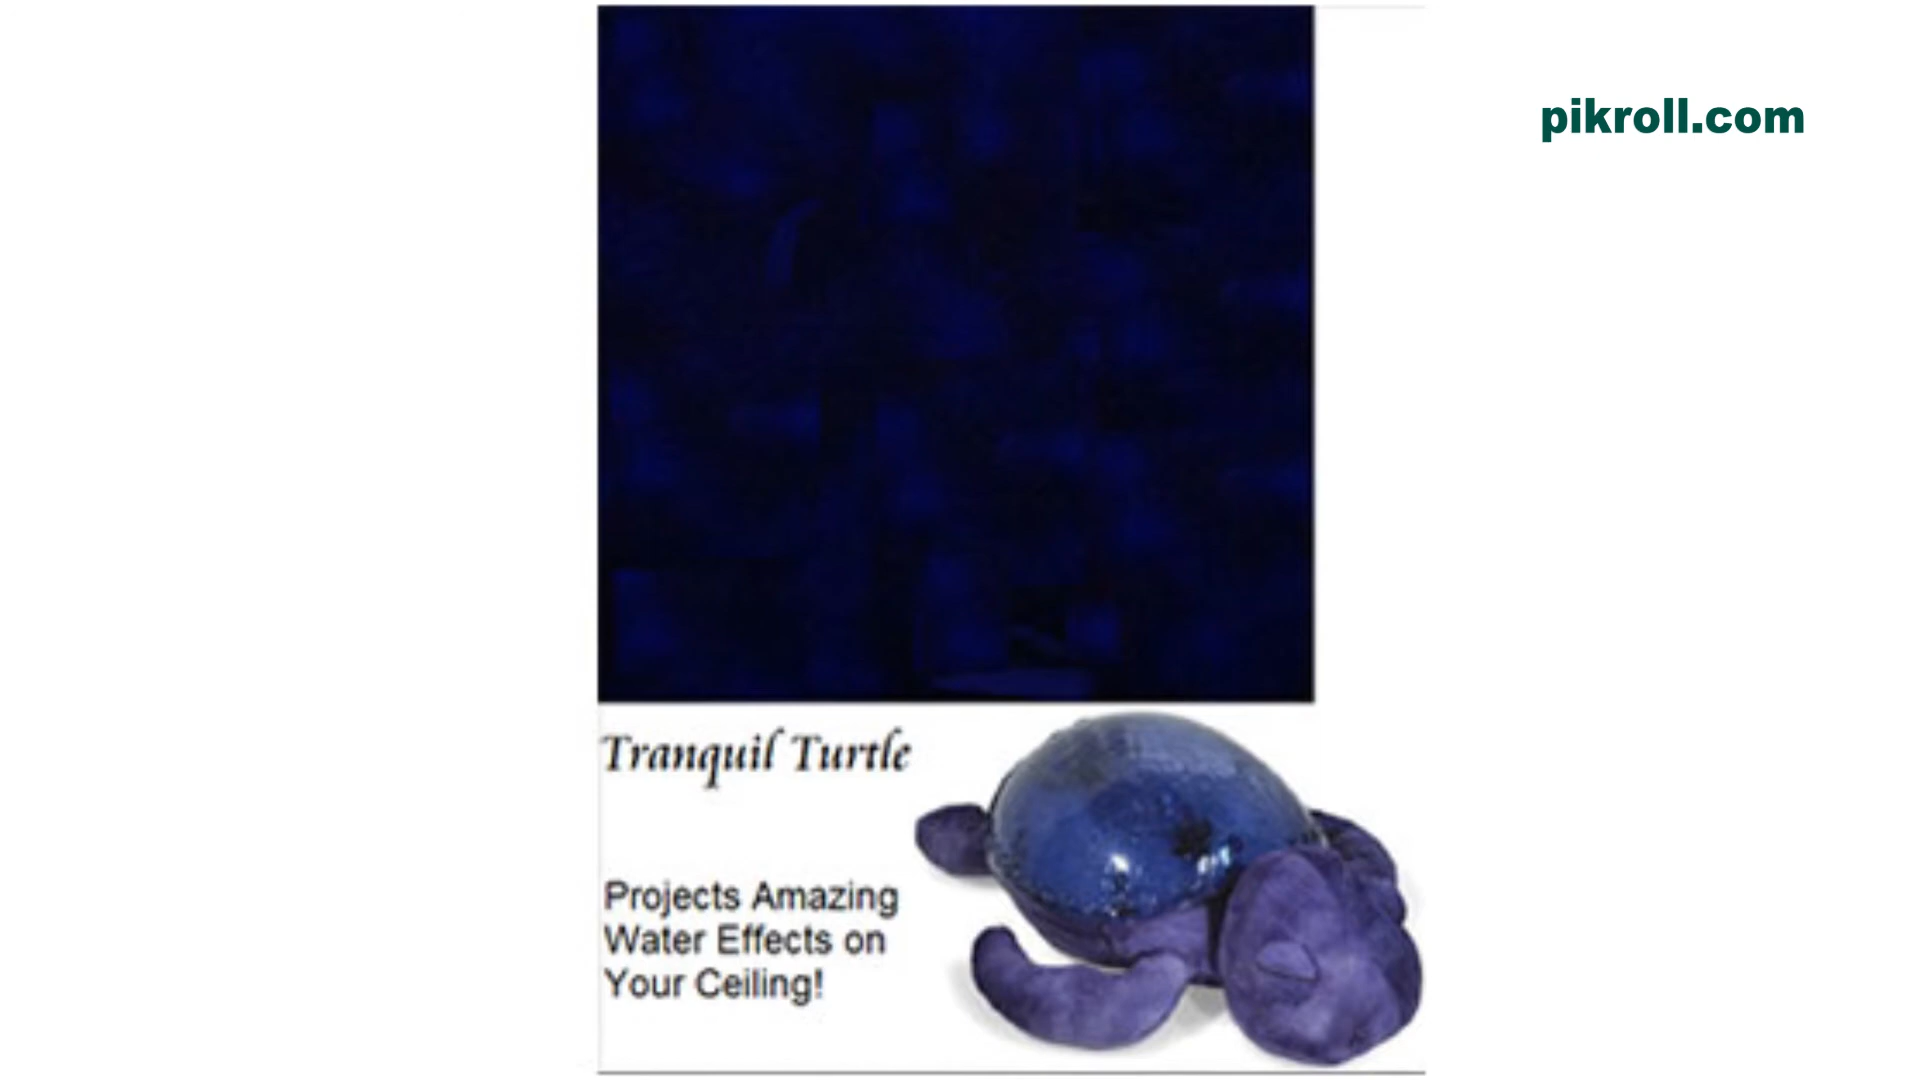 pikroll.com
Tranquil Turtle
Projects Amazing
Water Effects on
Your Ceiling!